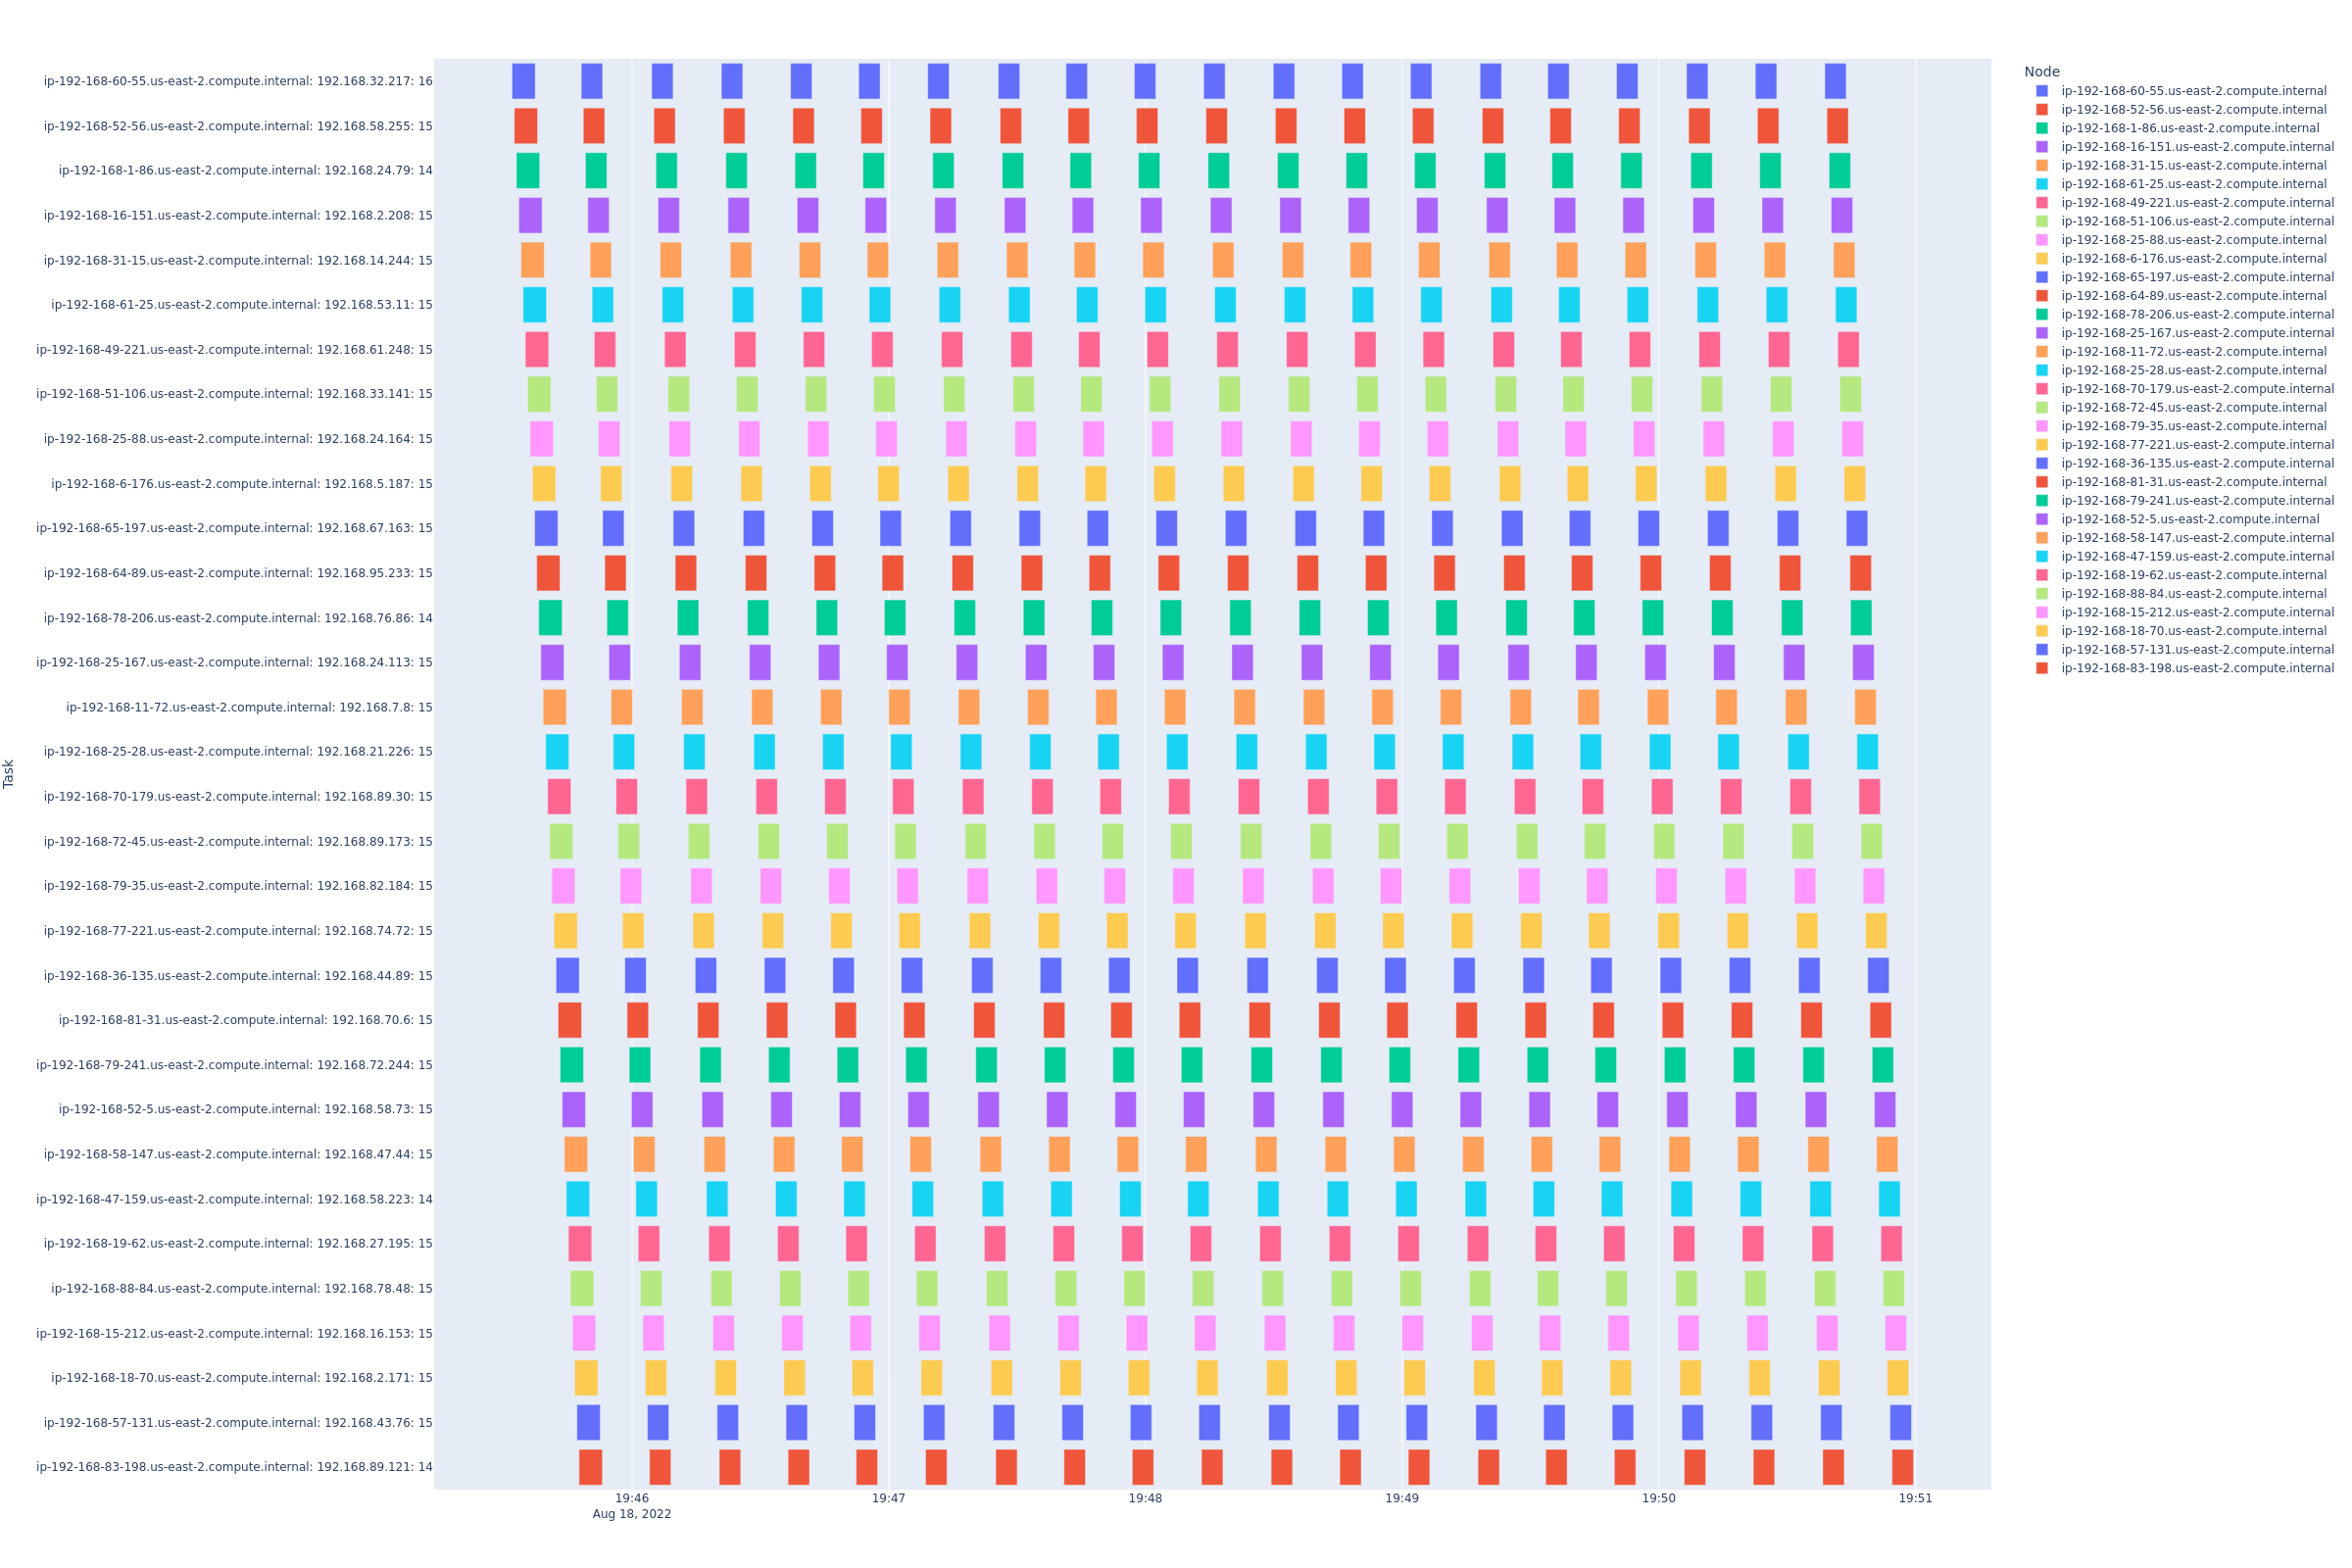 ip-192-168-60-55.us-east-2.compute.internal: 192.168.32.217: 16
ip-192-168-52-56.us-east-2.compute.internal: 192.168.58.255: 15
ip-192-168-1-86.us-east-2.compute.internal: 192.168.24.79: 14
ip-192-168-16-151.us-east-2.compute.internal: 192.168.2.208: 15
ip-192-168-31-15.us-east-2.compute.internal: 192.168.14.244: 15
ip-192-168-61-25.us-east-2.compute.internal: 192.168.53.11: 15
ip-192-168-49-221.us-east-2.compute.internal: 192.168.61.248: 15
ip-192-168-51-106.us-east-2.compute.internal: 192.168.33.141: 15
ip-192-168-25-88.us-east-2.compute.internal: 192.168.24.164: 15
ip-192-168-6-176.us-east-2.compute.internal: 192.168.5.187: 15
ip-192-168-65-197.us-east-2.compute.internal: 192.168.67.163: 15
ip-192-168-64-89.us-east-2.compute.internal: 192.168.95.233: 15
ip-192-168-78-206.us-east-2.compute.internal: 192.168.76.86: 14
ip-192-168-25-167.us-east-2.compute.internal: 192.168.24.113: 15
ip-192-168-11-72.us-east-2.compute.internal: 192.168.7.8: 15
ip-192-168-25-28.us-east-2.compute.internal: 192.168.21.226: 15
ip-192-168-70-179.us-east-2.compute.internal: 192.168.89.30: 15
ip-192-168-72-45.us-east-2.compute.internal: 192.168.89.173: 15
ip-192-168-79-35.us-east-2.compute.internal: 192.168.82.184: 15
ip-192-168-77-221.us-east-2.compute.internal: 192.168.74.72: 15
ip-192-168-36-135.us-east-2.compute.internal: 192.168.44.89: 15
ip-192-168-81-31.us-east-2.compute.internal: 192.168.70.6: 15
ip-192-168-79-241.us-east-2.compute.internal: 192.168.72.244: 15
ip-192-168-52-5.us-east-2.compute.internal: 192.168.58.73: 15
ip-192-168-58-147.us-east-2.compute.internal: 192.168.47.44: 15
ip-192-168-47-159.us-east-2.compute.internal: 192.168.58.223: 14
ip-192-168-19-62.us-east-2.compute.internal: 192.168.27.195: 15
ip-192-168-88-84.us-east-2.compute.internal: 192.168.78.48: 15
ip-192-168-15-212.us-east-2.compute.internal: 192.168.16.153: 15
ip-192-168-18-70.us-east-2.compute.internal: 192.168.2.171: 15
ip-192-168-57-131.us-east-2.compute.internal: 192.168.43.76: 15
ip-192-168-83-198.us-east-2.compute.internal: 192.168.89.121: 14
Task
19:46 19:47 19:48 19:49 19:50 19:51
Aug 18, 2022
Node
ip-192-168-60-55.us-east-2.compute.internal
ip-192-168-52-56.us-east-2.compute.internal
ip-192-168-1-86.us-east-2.compute.internal
ip-192-168-16-151.us-east-2.compute.internal
ip-192-168-31-15.us-east-2.compute.internal
ip-192-168-61-25.us-east-2.compute.internal
ip-192-168-49-221.us-east-2.compute.internal
ip-192-168-51-106.us-east-2.compute.internal
ip-192-168-25-88.us-east-2.compute.internal
ip-192-168-6-176.us-east-2.compute.internal
ip-192-168-65-197.us-east-2.compute.internal
ip-192-168-64-89.us-east-2.compute.internal
ip-192-168-78-206.us-east-2.compute.internal
ip-192-168-25-167.us-east-2.compute.internal
ip-192-168-11-72.us-east-2.compute.internal
ip-192-168-25-28.us-east-2.compute.internal
ip-192-168-70-179.us-east-2.compute.internal
ip-192-168-72-45.us-east-2.compute.internal
ip-192-168-79-35.us-east-2.compute.internal
ip-192-168-77-221.us-east-2.compute.internal
ip-192-168-36-135.us-east-2.compute.internal
ip-192-168-81-31.us-east-2.compute.internal
ip-192-168-79-241.us-east-2.compute.internal
ip-192-168-52-5.us-east-2.compute.internal
ip-192-168-58-147.us-east-2.compute.internal
ip-192-168-47-159.us-east-2.compute.internal
ip-192-168-19-62.us-east-2.compute.internal
ip-192-168-88-84.us-east-2.compute.internal
ip-192-168-15-212.us-east-2.compute.internal
ip-192-168-18-70.us-east-2.compute.internal
ip-192-168-57-131.us-east-2.compute.internal
ip-192-168-83-198.us-east-2.compute.internal